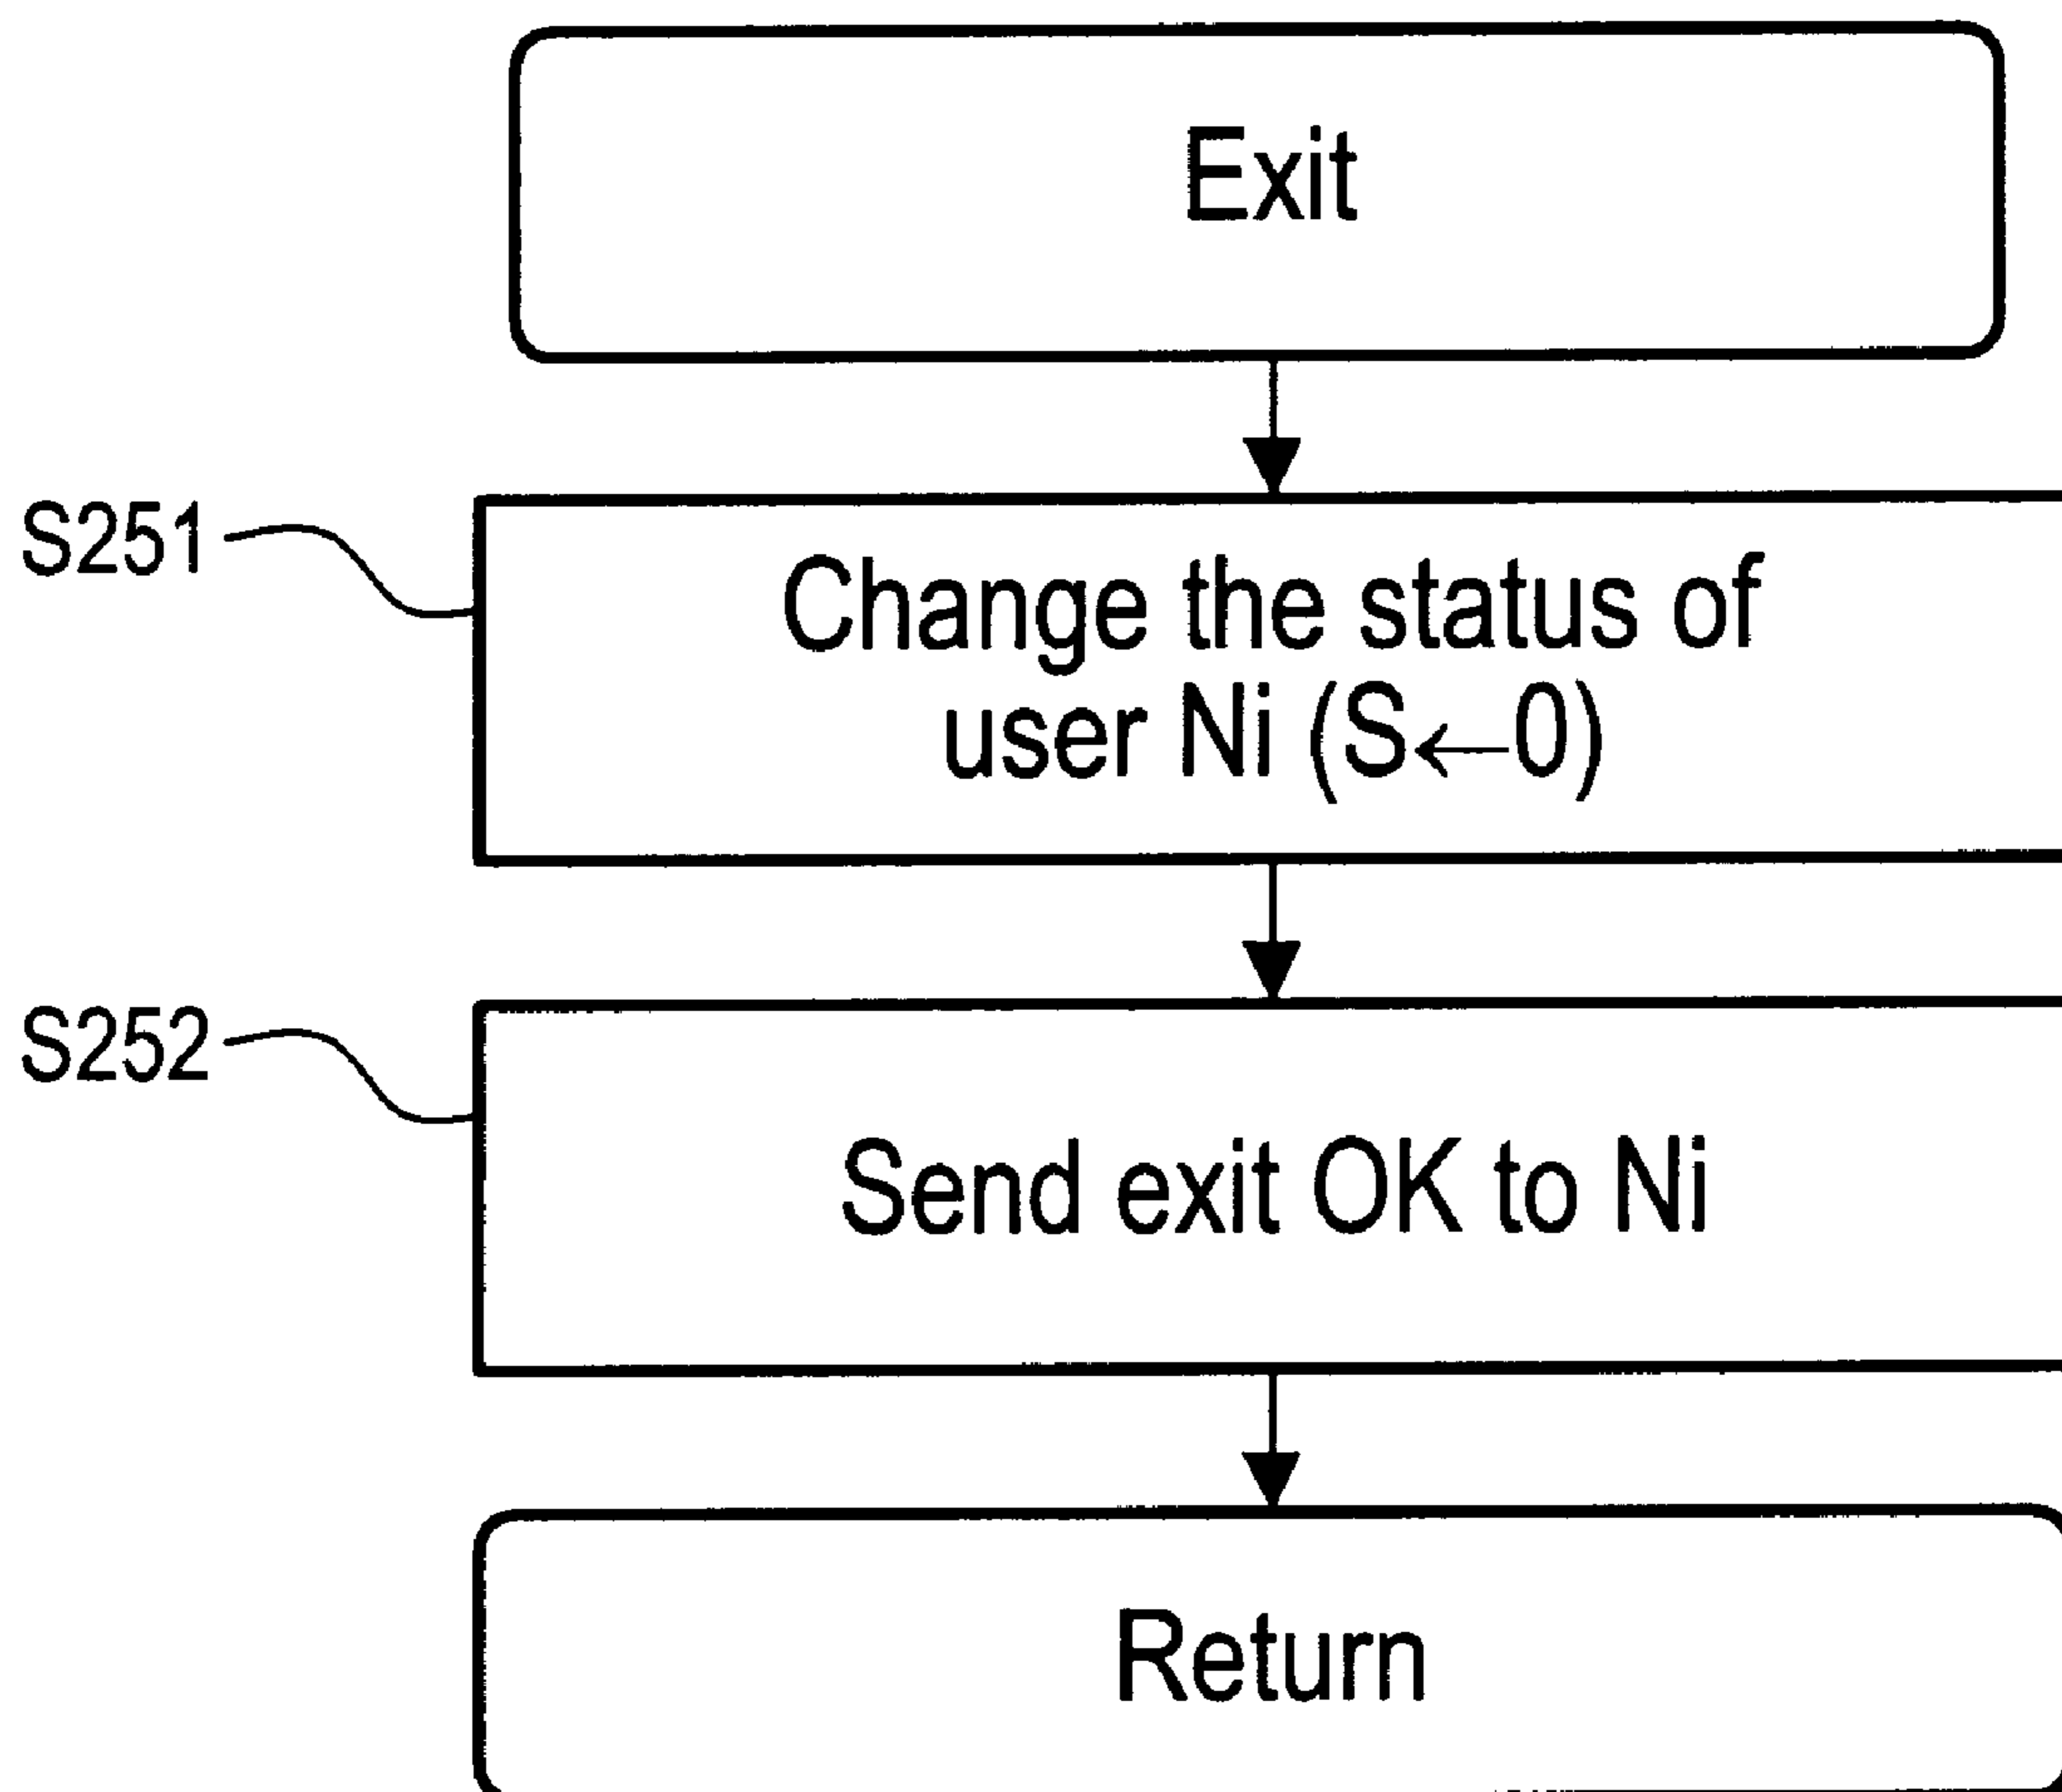 Exit
S251
Change the status of
user Ni (S←0)
S252
Send exit OK to Ni
Return